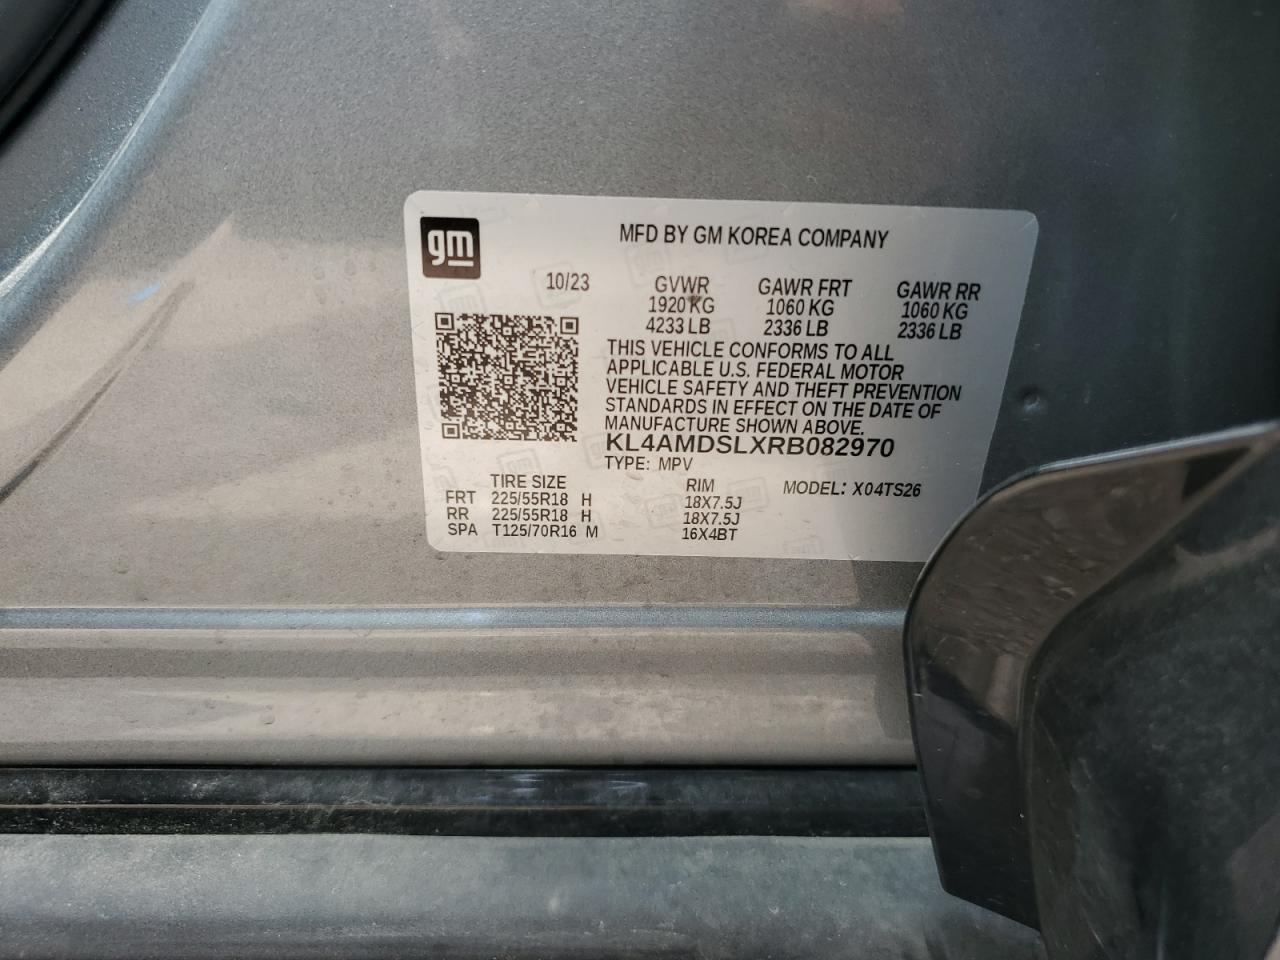 gm
MFD BY GM KOREA COMPANY
10/23 GVWR GAWR FRT GAWR RR
1920 KG 1060 KG 1060 KG
4233 LB 2336 LB 2336 LB
THIS VEHICLE CONFORMS TO ALL
APPLICABLE U.S. FEDERAL MOTOR
VEHICLE SAFETY AND THEFT PREVENTION
STANDARDS IN EFFECT ON THE DATE OF
MANUFACTURE SHOWN ABOVE.
KL4AMDSLXRB082970
TYPE: MPV
TIRE SIZE RIM MODEL: X04TS26
FRT 225/55R18 H 18X7.5J
RR 225/55R18 H 18X7.5J
SPA T125/70R16 M 16X4BT